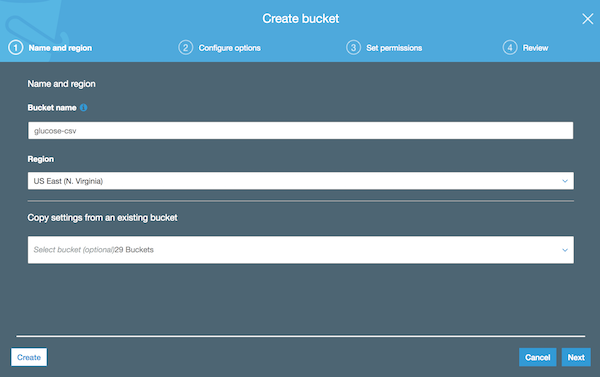 Create bucket
1 Name and region
2 Configure options
3 Set permissions
4 Review
Name and region
Bucket name
glucose-csv
Region
US East (N. Virginia)
Copy settings from an existing bucket
Select bucket (optional)29 Buckets
Create
Cancel
Next